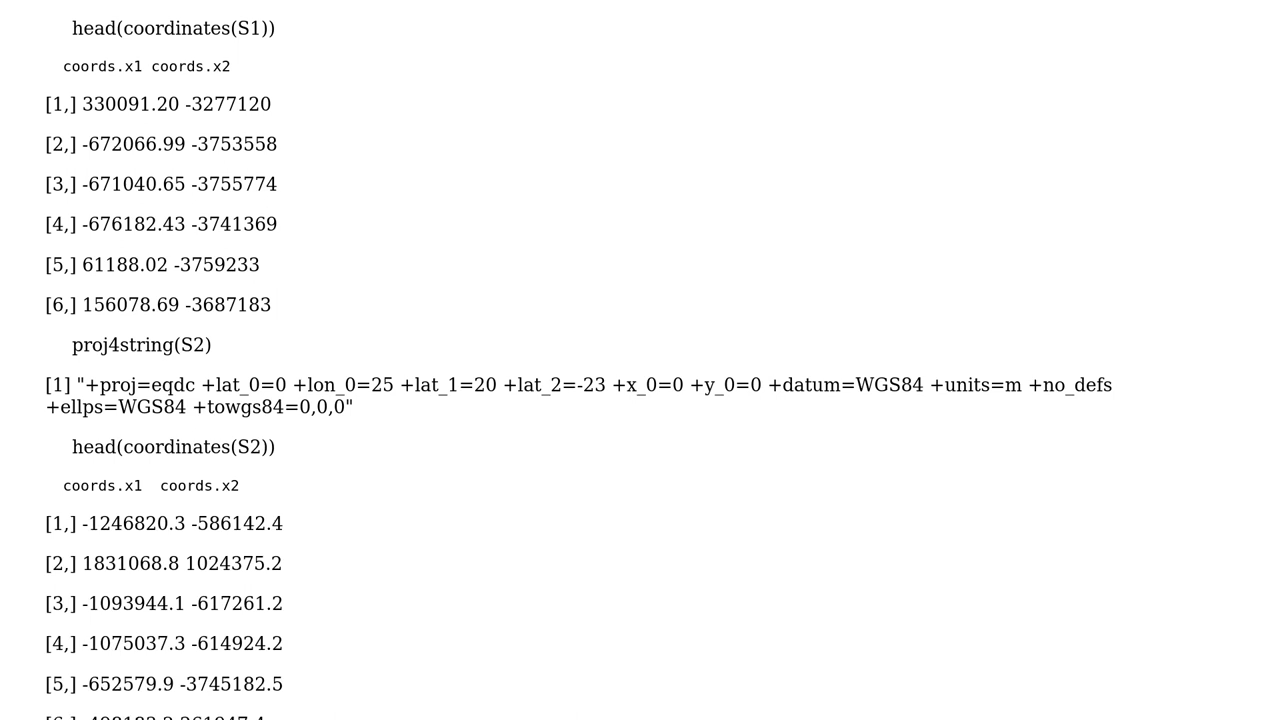 head(coordinates(S1))
coords.x1 coords.x2
[1,] 330091.20 -3277120
[2,] -672066.99 -3753558
[3,] -671040.65 -3755774
[4,] -676182.43 -3741369
[5,] 61188.02 -3759233
[6,] 156078.69 -3687183
proj4string(S2)
[1] "+proj=eqdc +lat_0=0 +lon_0=25 +lat_1=20 +lat_2=-23 +x_0=0 +y_0=0 +datum=WGS84 +units=m +no_defs
+ellps=WGS84 +towgs84=0,0,0"
head(coordinates(S2))
coords.x1  coords.x2
[1,] -1246820.3 -586142.4
[2,] 1831068.8 1024375.2
[3,] -1093944.1 -617261.2
[4,] -1075037.3 -614924.2
[5,] -652579.9 -3745182.5